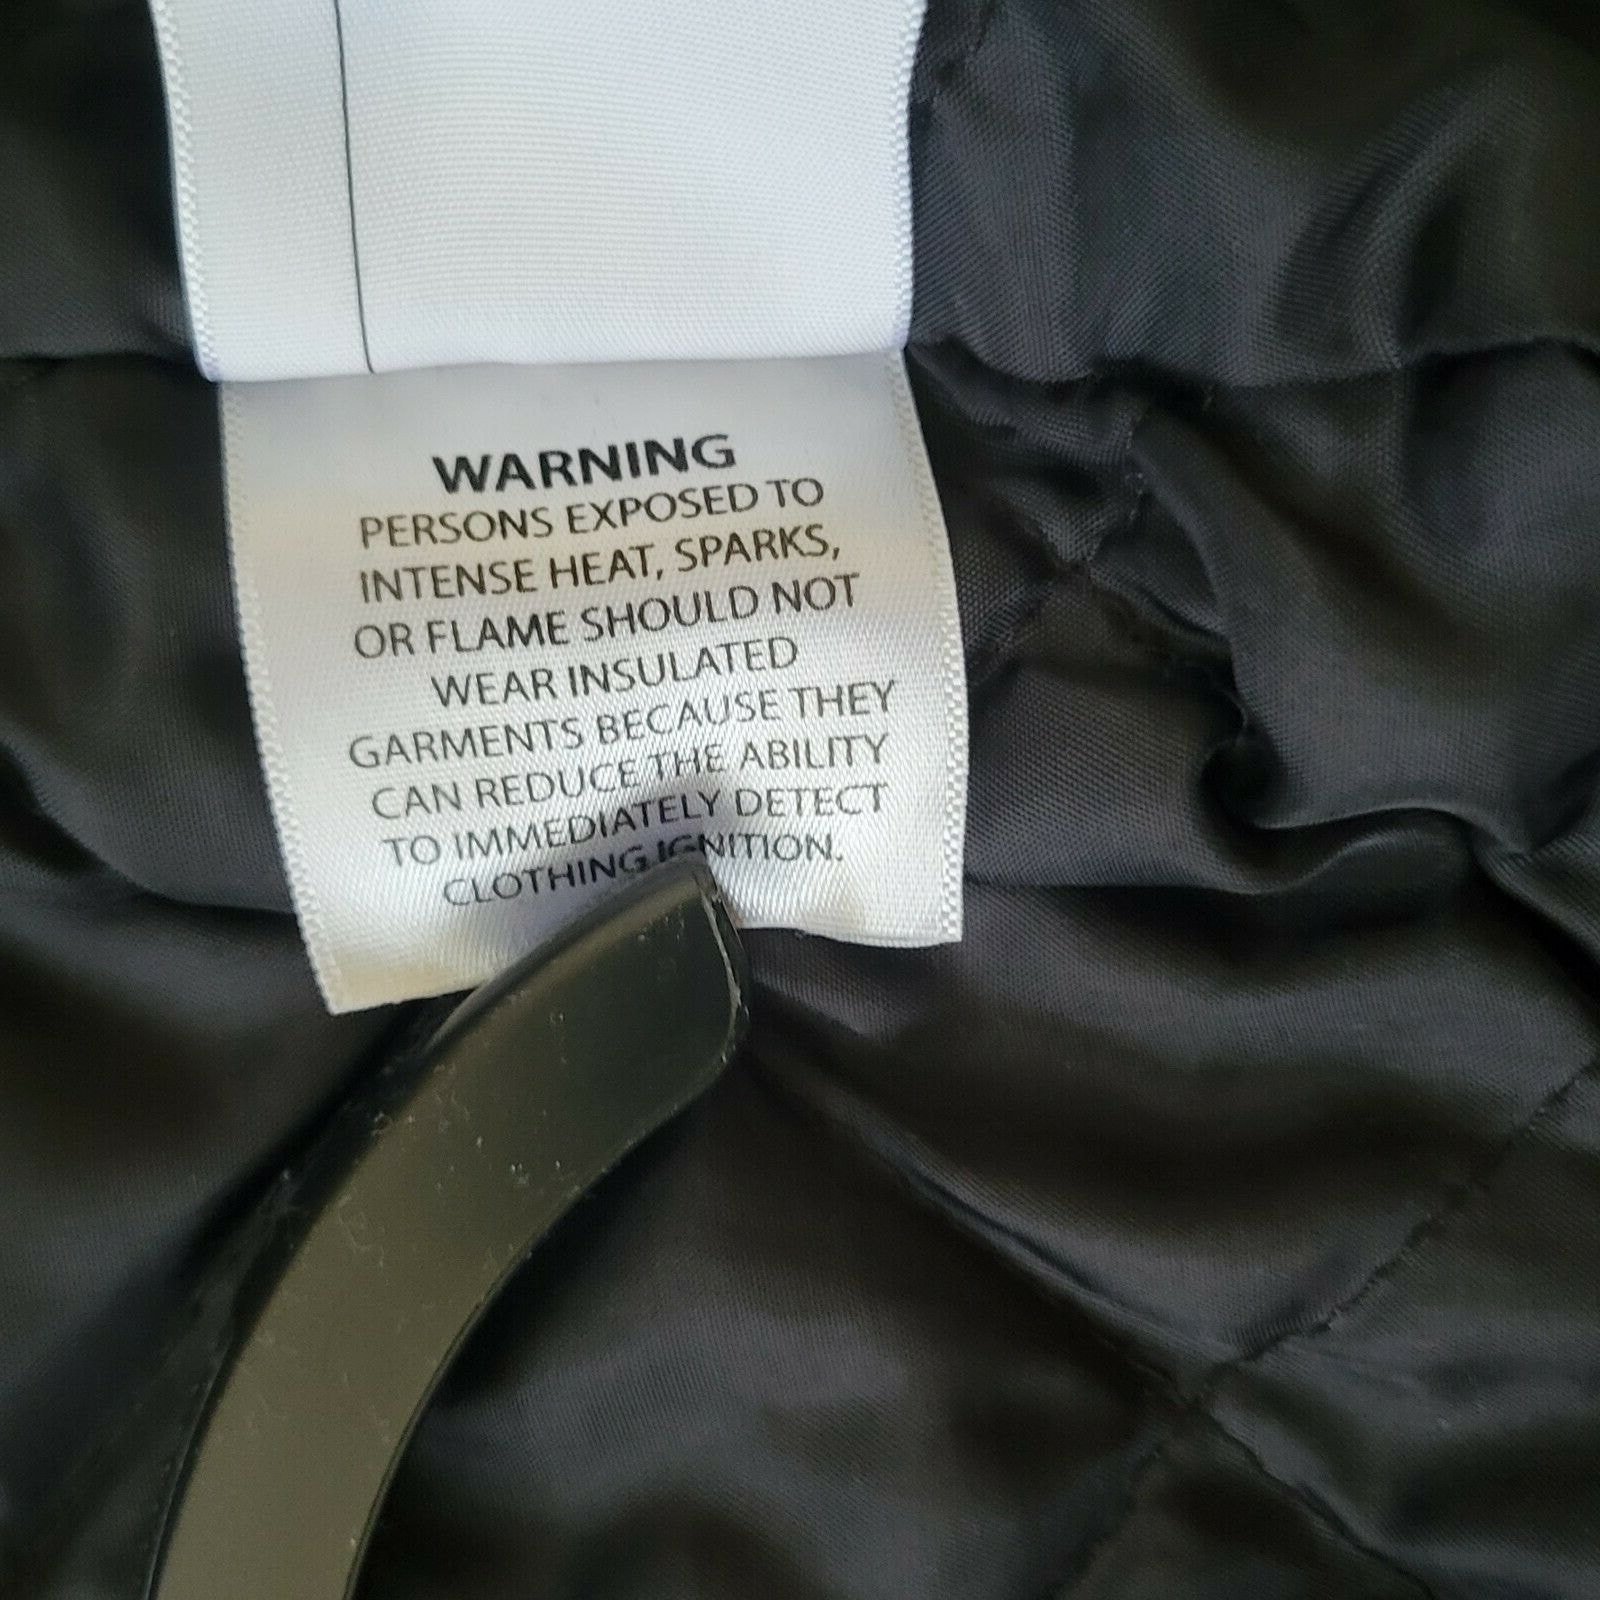 WARNING
PERSONS EXPOSED TO
INTENSE HEAT, SPARKS,
OR FLAME SHOULD NOT
WEAR INSULATED
GARMENTS BECAUSE THEY
CAN REDUCE THE ABILITY
TO IMMEDIATELY DETECT
CLOTHING IGNITION.